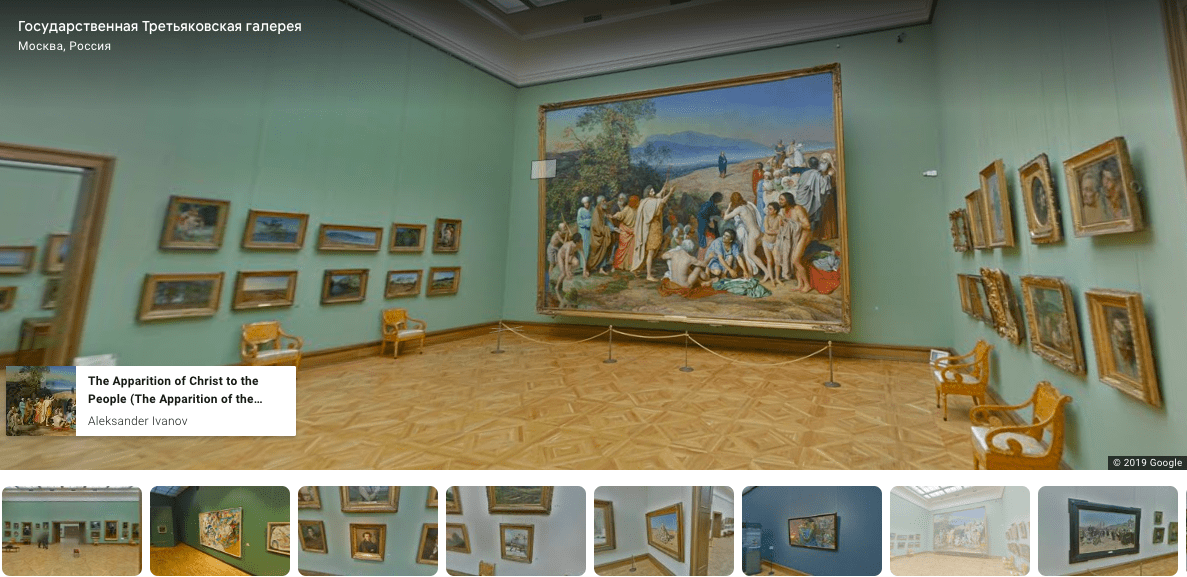 Государственная Третьяковская галерея
Москва, Россия
The Apparition of Christ to the
People (The Apparition of the…
Aleksander Ivanov
© 2019 Google